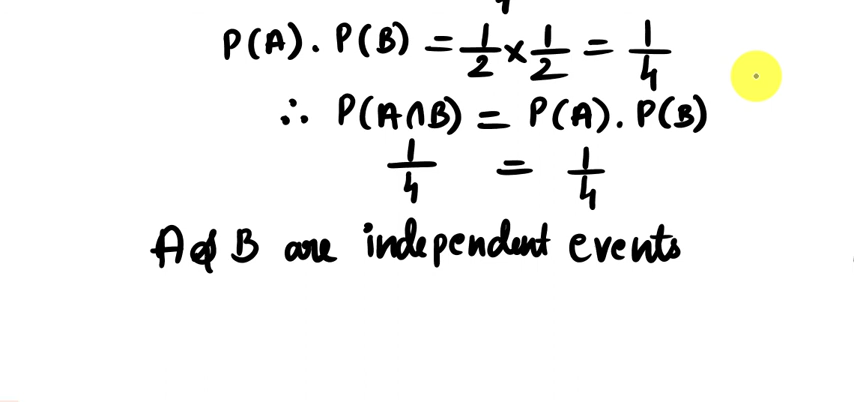 P(A). P(B) = 1/2 × 1/2 = 1/4
∴ P(A∩B) = P(A). P(B)
1/4 = 1/4
A & B are independent events